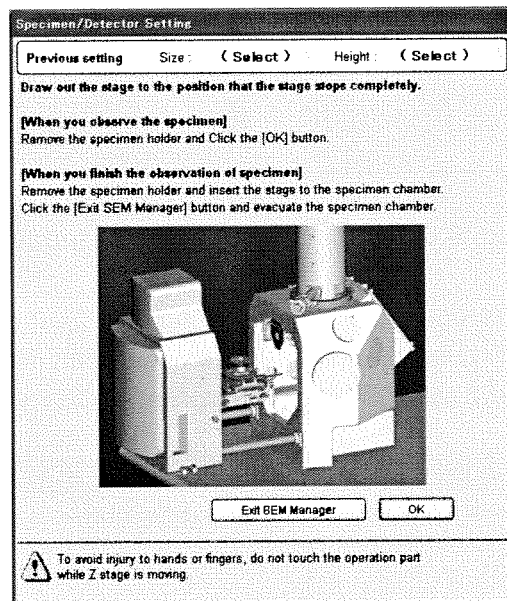 Specimen/Detector Setting
Previous setting Size : ( Select ) Height : ( Select )
Draw out the stage to the position that the stage stops completely.
[When you observe the specimen]
Remove the specimen holder and Click the [OK] button.
[When you finish the observation of specimen]
Remove the specimen holder and insert the stage to the specimen chamber.
Click the [Exit SEM Manager] button and evacuate the specimen chamber.
Exit SEM Manager OK
To avoid injury to hands or fingers, do not touch the operation part
while Z stage is moving.